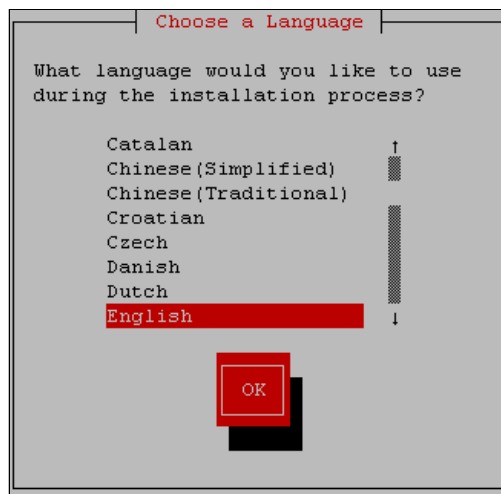 Choose a Language
What language would you like to use
during the installation process?
Catalan
Chinese(Simplified)
Chinese(Traditional)
Croatian
Czech
Danish
Dutch
English
OK